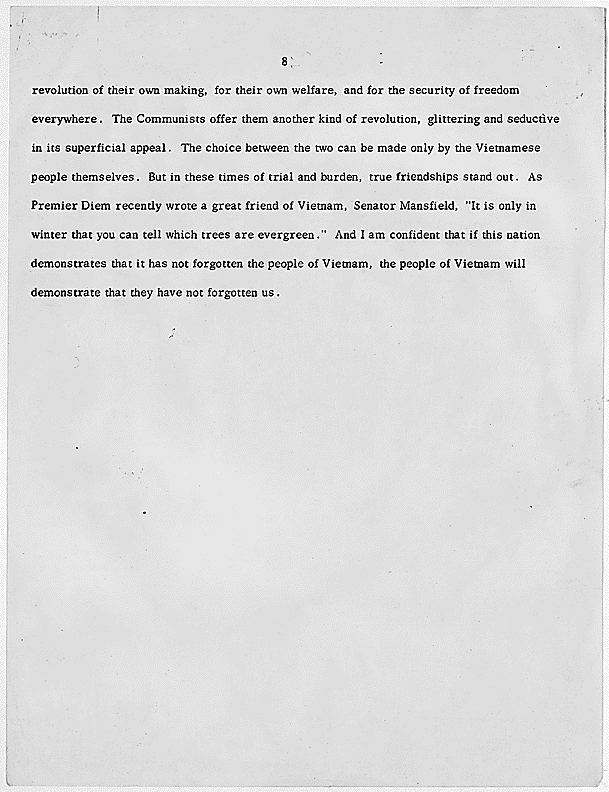 8
revolution of their own making, for their own welfare, and for the security of freedom
everywhere. The Communists offer them another kind of revolution, glittering and seductive
in its superficial appeal. The choice between the two can be made only by the Vietnamese
people themselves. But in these times of trial and burden, true friendships stand out. As
Premier Diem recently wrote a great friend of Vietnam, Senator Mansfield, "It is only in
winter that you can tell which trees are evergreen." And I am confident that if this nation
demonstrates that it has not forgotten the people of Vietnam, the people of Vietnam will
demonstrate that they have not forgotten us.